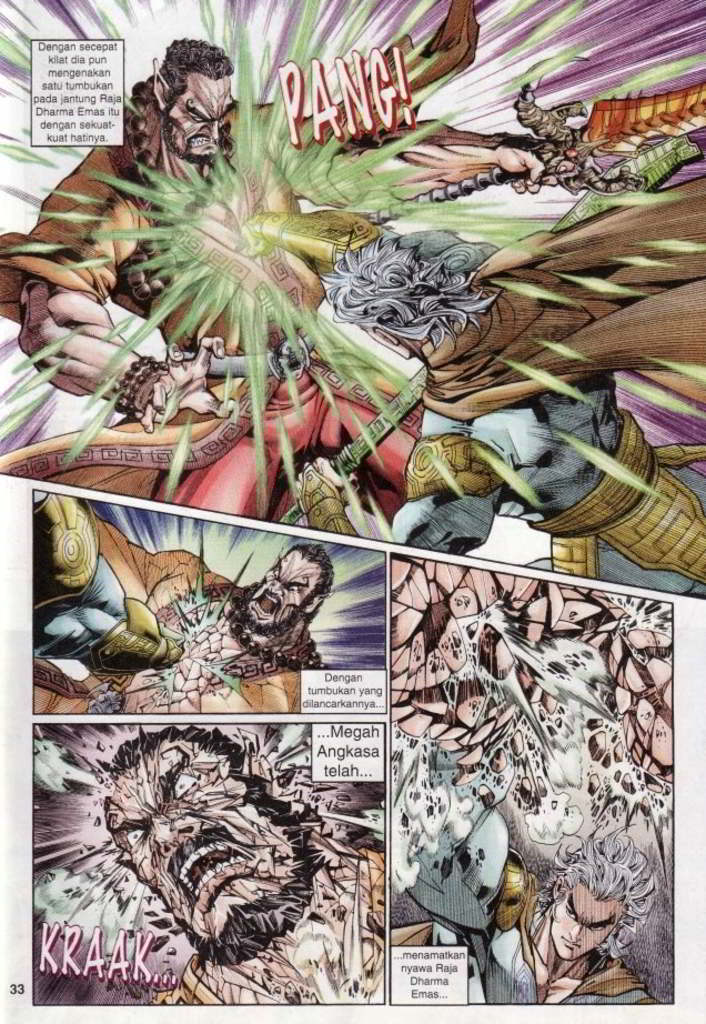 Dengan secepat
kilat dia pun
mengenakan
satu tumbukan
pada jantung Raja
Dharma Emas itu
dengan sekuat-
kuat hatinya.
PANG!
Dengan
tumbukan yang
dilancarkannya...
...Megah
Angkasa
telah...
KRAAK...
...menamatkan
nyawa Raja
Dharma
Emas...
33